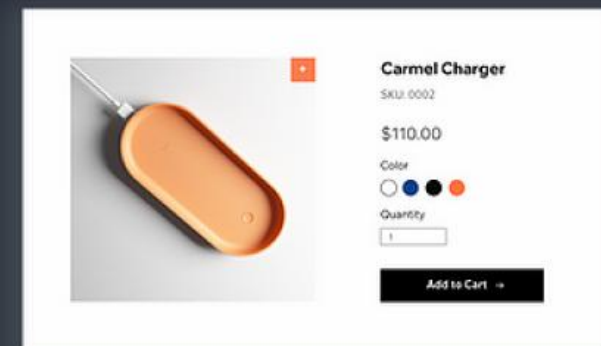 +
Carmel Charger
SKU: 0002
$110.00
Color
Quantity
1
Add to Cart →